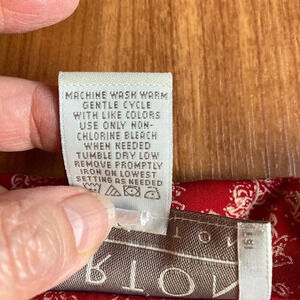 MACHINE WASH WARM
GENTLE CYCLE
WITH LIKE COLORS
USE ONLY NON-
CHLORINE BLEACH
WHEN NEEDED
TUMBLE DRY LOW
REMOVE PROMPTLY
IRON ON LOWEST
SETTING AS NEEDED